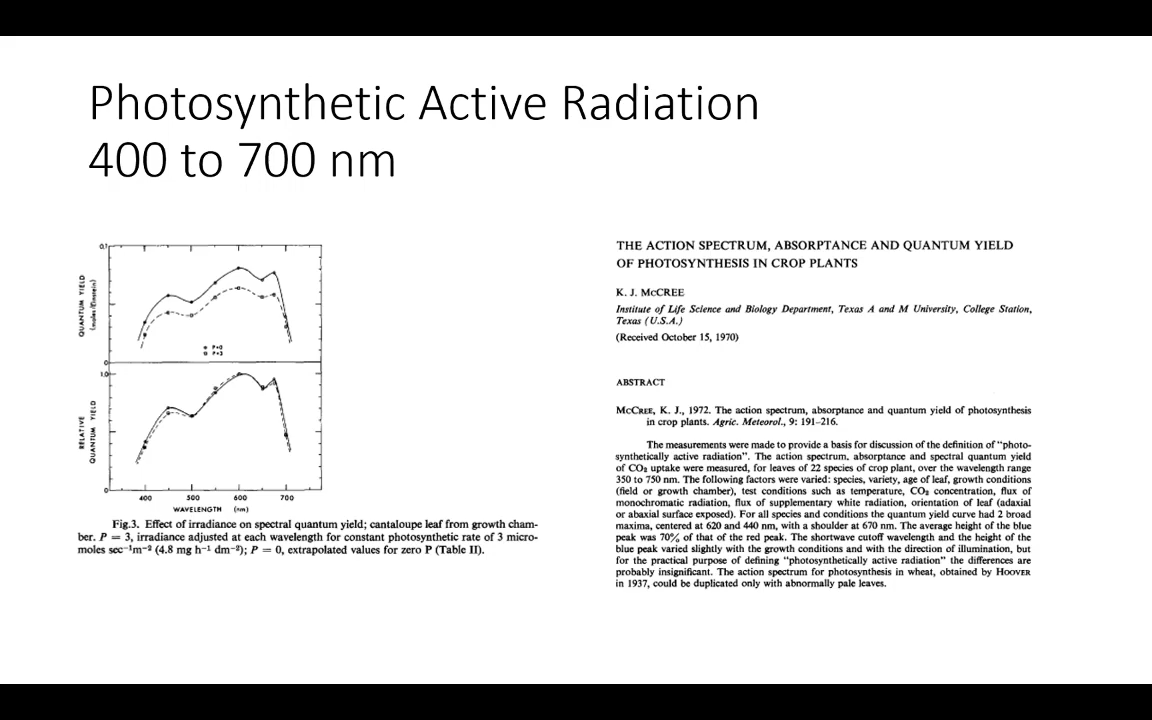 Photosynthetic Active Radiation
400 to 700 nm
0.1
QUANTUM YIELD
(moles/Einstein)
P=0
P=3
0
1.0
RELATIVE
QUANTUM YIELD
0
400 500 600 700
WAVELENGTH (nm)
Fig.3. Effect of irradiance on spectral quantum yield; cantaloupe leaf from growth cham-
ber. P = 3, irradiance adjusted at each wavelength for constant photosynthetic rate of 3 micro-
moles sec⁻¹m⁻² (4.8 mg h⁻¹ dm⁻²); P = 0, extrapolated values for zero P (Table II).
THE ACTION SPECTRUM, ABSORPTANCE AND QUANTUM YIELD
OF PHOTOSYNTHESIS IN CROP PLANTS
K. J. McCREE
Institute of Life Science and Biology Department, Texas A and M University, College Station,
Texas (U.S.A.)
(Received October 15, 1970)
ABSTRACT
McCREE, K. J., 1972. The action spectrum, absorptance and quantum yield of photosynthesis
in crop plants. Agric. Meteorol., 9: 191-216.
The measurements were made to provide a basis for discussion of the definition of "photo-
synthetically active radiation". The action spectrum, absorptance and spectral quantum yield
of CO₂ uptake were measured, for leaves of 22 species of crop plant, over the wavelength range
350 to 750 nm. The following factors were varied: species, variety, age of leaf, growth conditions
(field or growth chamber), test conditions such as temperature, CO₂ concentration, flux of
monochromatic radiation, flux of supplementary white radiation, orientation of leaf (adaxial
or abaxial surface exposed). For all species and conditions the quantum yield curve had 2 broad
maxima, centered at 620 and 440 nm, with a shoulder at 670 nm. The average height of the blue
peak was 70% of that of the red peak. The shortwave cutoff wavelength and the height of the
blue peak varied slightly with the growth conditions and with the direction of illumination, but
for the practical purpose of defining "photosynthetically active radiation" the differences are
probably insignificant. The action spectrum for photosynthesis in wheat, obtained by HOOVER
in 1937, could be duplicated only with abnormally pale leaves.